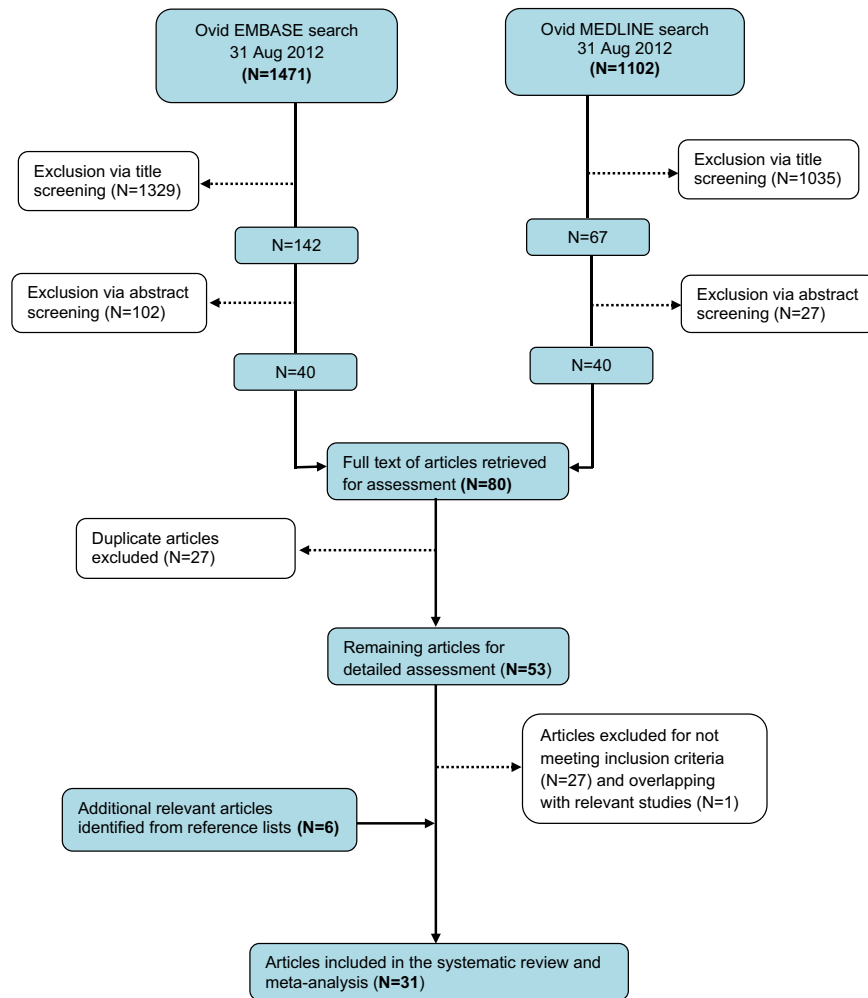 Ovid EMBASE search
31 Aug 2012
(N=1471)
Ovid MEDLINE search
31 Aug 2012
(N=1102)
Exclusion via title
screening (N=1329)
Exclusion via title
screening (N=1035)
N=142
N=67
Exclusion via abstract
screening (N=102)
Exclusion via abstract
screening (N=27)
N=40
N=40
Full text of articles retrieved
for assessment (N=80)
Duplicate articles
excluded (N=27)
Remaining articles for
detailed assessment (N=53)
Articles excluded for not
meeting inclusion criteria
(N=27) and overlapping
with relevant studies (N=1)
Additional relevant articles
identified from reference lists (N=6)
Articles included in the systematic review and
meta-analysis (N=31)